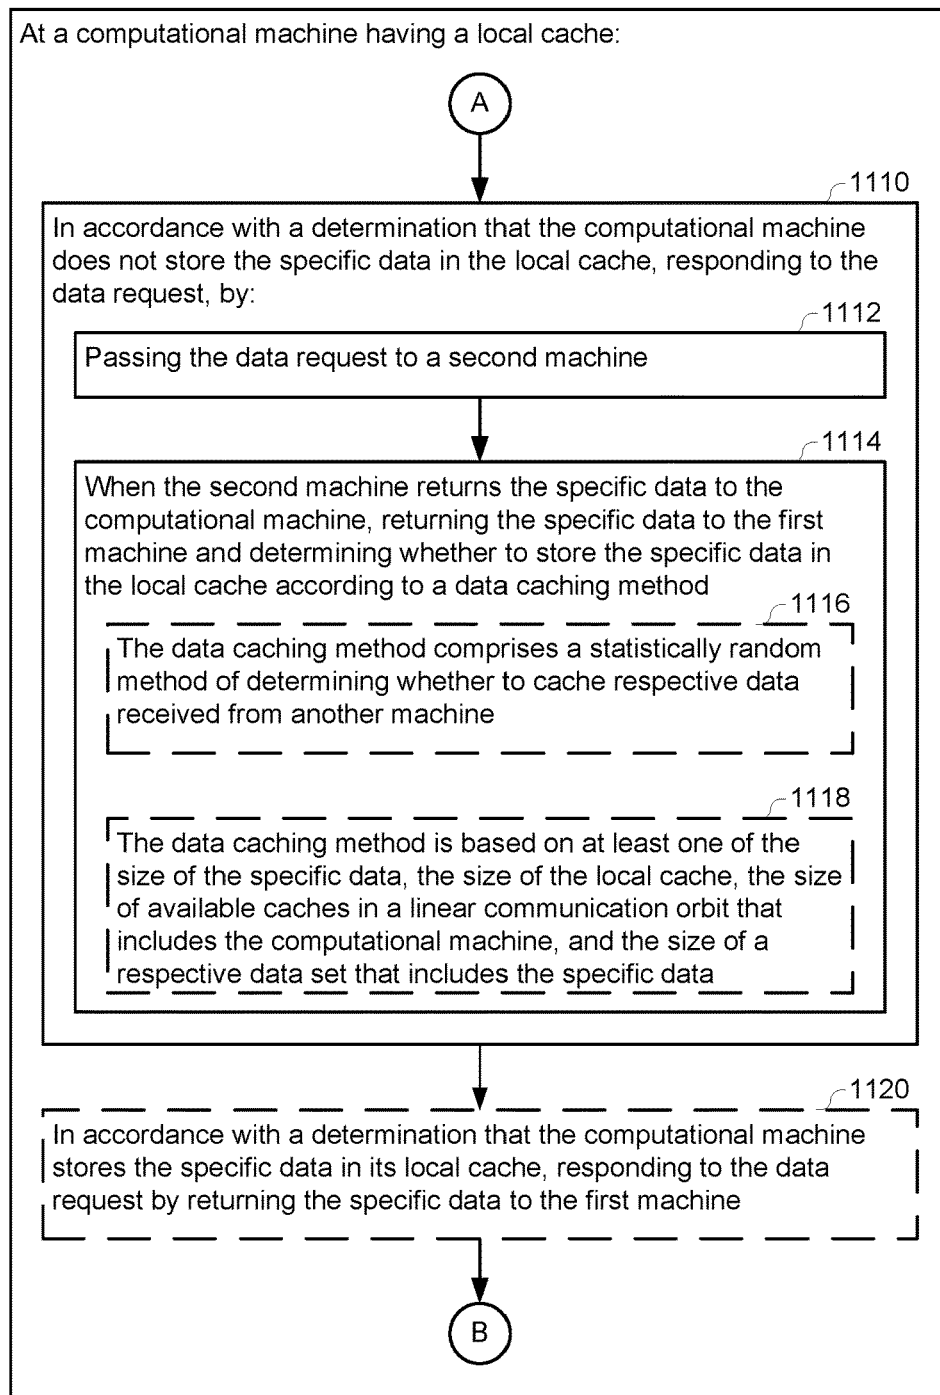 At a computational machine having a local cache:
A
1110
In accordance with a determination that the computational machine
does not store the specific data in the local cache, responding to the
data request, by:
1112
Passing the data request to a second machine
1114
When the second machine returns the specific data to the
computational machine, returning the specific data to the first
machine and determining whether to store the specific data in
the local cache according to a data caching method
1116
The data caching method comprises a statistically random
method of determining whether to cache respective data
received from another machine
1118
The data caching method is based on at least one of the
size of the specific data, the size of the local cache, the size
of available caches in a linear communication orbit that
includes the computational machine, and the size of a
respective data set that includes the specific data
1120
In accordance with a determination that the computational machine
stores the specific data in its local cache, responding to the data
request by returning the specific data to the first machine
B